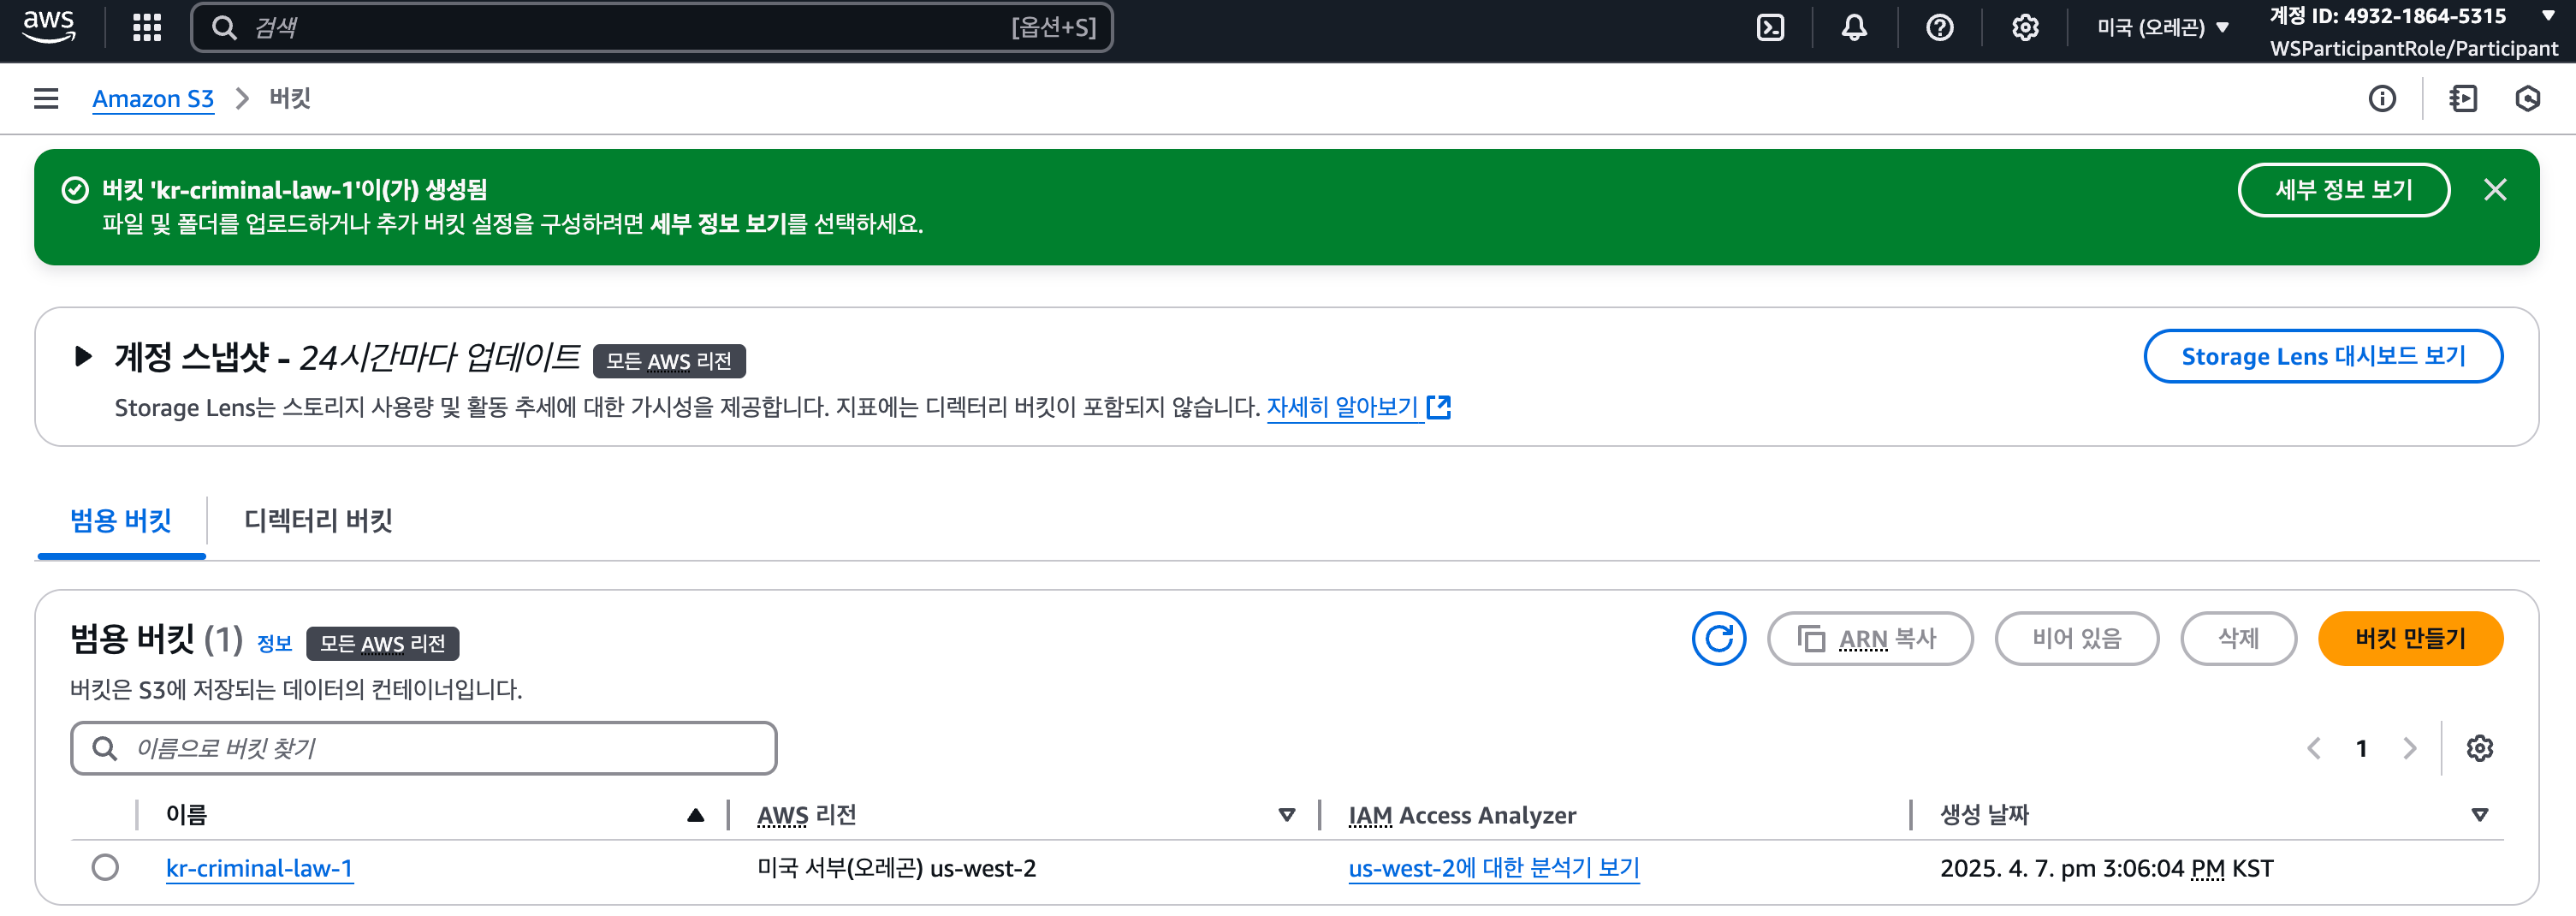 aws
검색 [옵션+S]
미국 (오레곤)
계정 ID: 4932-1864-5315
WSParticipantRole/Participant
Amazon S3 버킷
버킷 'kr-criminal-law-1'이(가) 생성됨
파일 및 폴더를 업로드하거나 추가 버킷 설정을 구성하려면 세부 정보 보기를 선택하세요.
세부 정보 보기
계정 스냅샷 - 24시간마다 업데이트 모든 AWS 리전
Storage Lens 대시보드 보기
Storage Lens는 스토리지 사용량 및 활동 추세에 대한 가시성을 제공합니다. 지표에는 디렉터리 버킷이 포함되지 않습니다. 자세히 알아보기
범용 버킷 디렉터리 버킷
범용 버킷 (1) 정보 모든 AWS 리전
ARN 복사 비어 있음 삭제 버킷 만들기
버킷은 S3에 저장되는 데이터의 컨테이너입니다.
이름으로 버킷 찾기
1
이름 AWS 리전 IAM Access Analyzer 생성 날짜
kr-criminal-law-1 미국 서부(오레곤) us-west-2 us-west-2에 대한 분석기 보기 2025. 4. 7. pm 3:06:04 PM KST